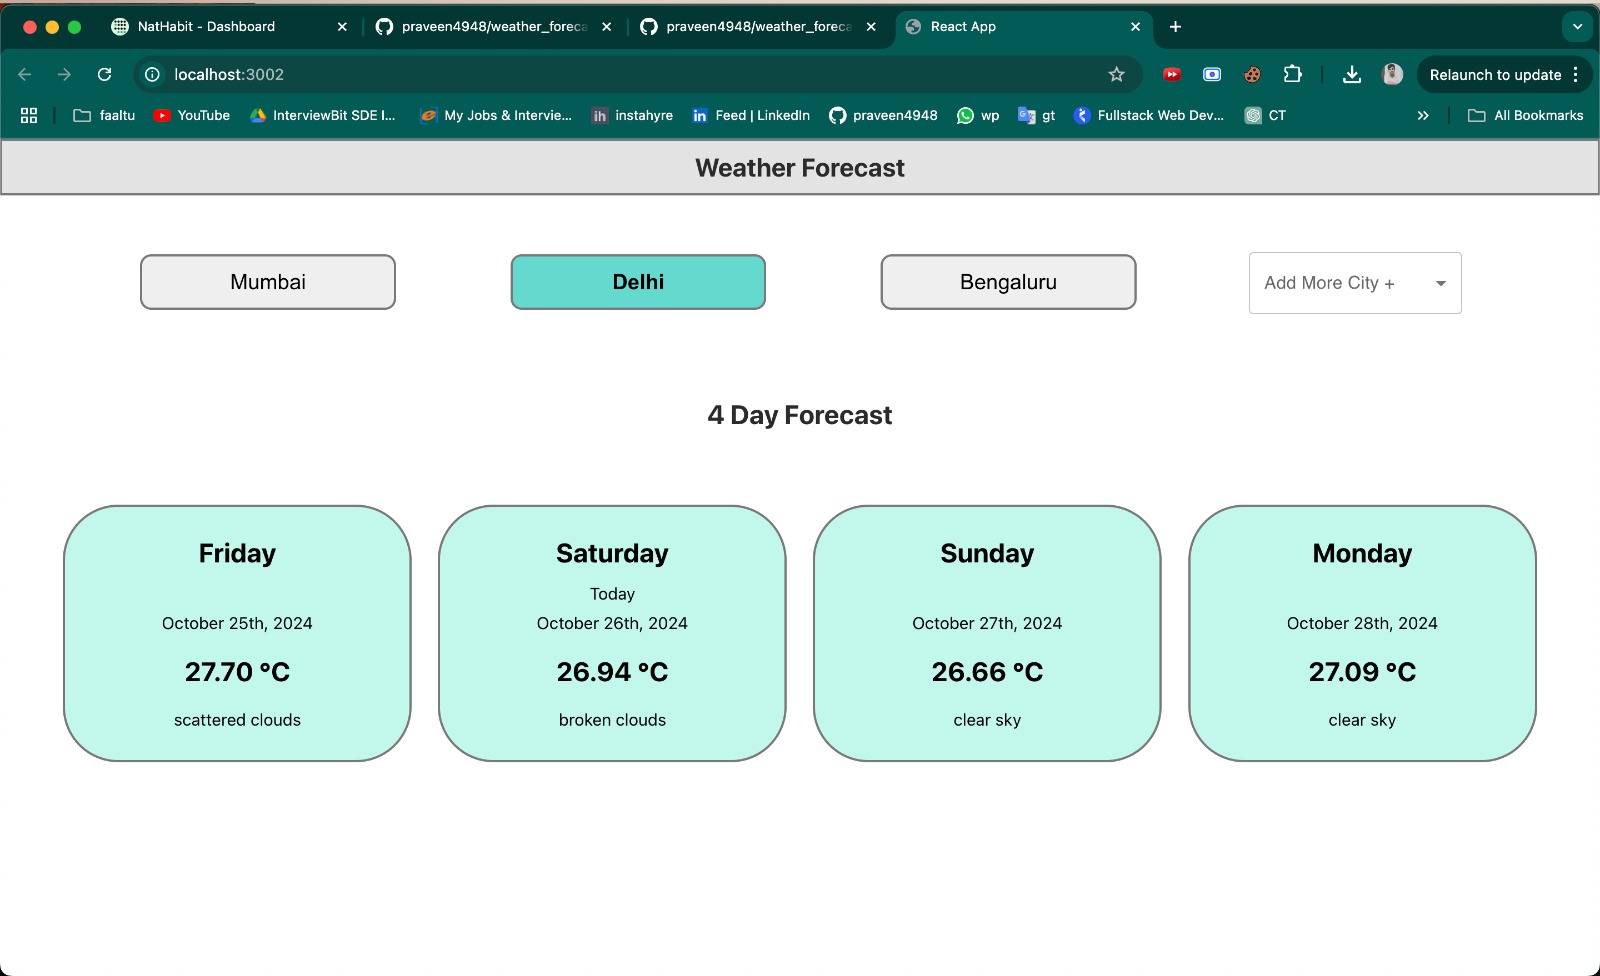 NatHabit - Dashboard
praveen4948/weather_foreca
praveen4948/weather_foreca
React App
localhost:3002
Relaunch to update
faaltu
YouTube
InterviewBit SDE I...
My Jobs & Intervie...
ih
instahyre
in
Feed | LinkedIn
praveen4948
wp
gt
Fullstack Web Dev...
CT
All Bookmarks
Weather Forecast
Mumbai
Delhi
Bengaluru
Add More City +
4 Day Forecast
Friday
October 25th, 2024
27.70 °C
scattered clouds
Saturday
Today
October 26th, 2024
26.94 °C
broken clouds
Sunday
October 27th, 2024
26.66 °C
clear sky
Monday
October 28th, 2024
27.09 °C
clear sky